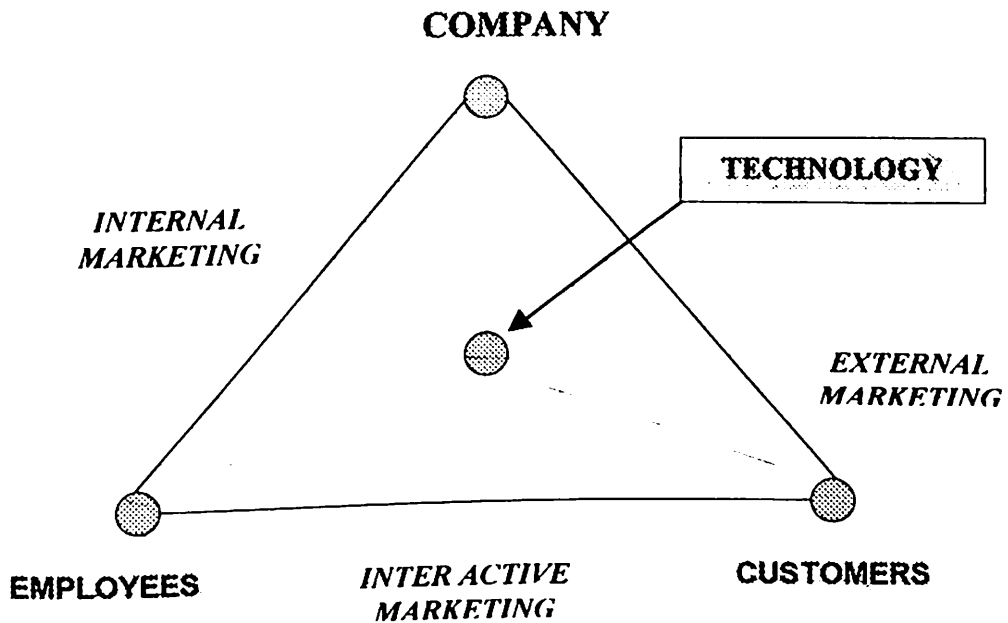 COMPANY
TECHNOLOGY
INTERNAL
MARKETING
EXTERNAL
MARKETING
EMPLOYEES
INTER ACTIVE
MARKETING
CUSTOMERS